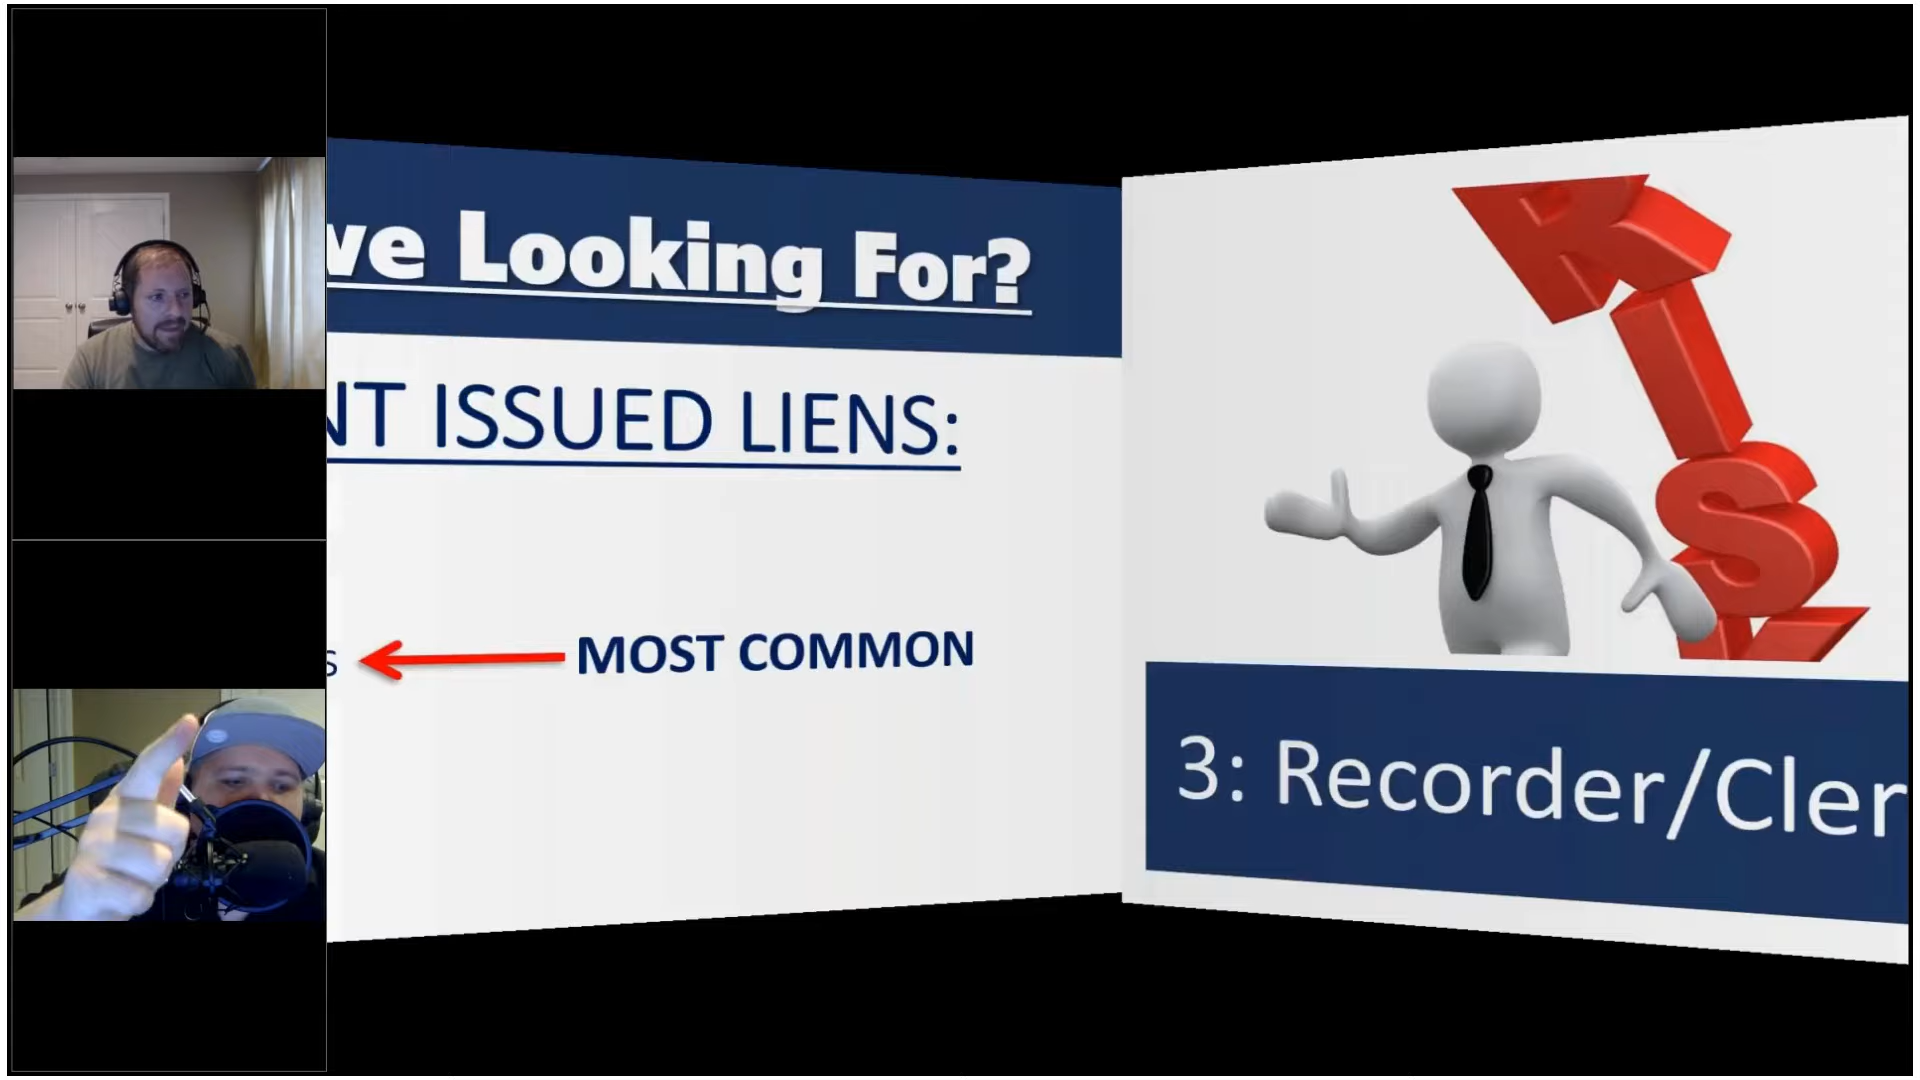 ve Looking For?
NT ISSUED LIENS:
s
MOST COMMON
RISK
3: Recorder/Cler